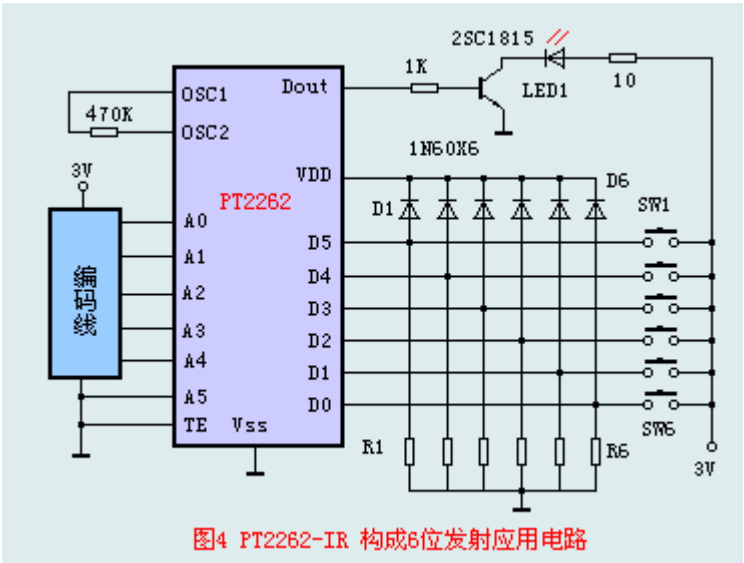 2SC1815
1K
LED1
10
OSC1
Dout
470K
OSC2
1N60X6
3V
VDD
D6
PT2262
D1
SW1
A0
D5
A1
D4
编码线
A2
D3
A3
D2
A4
D1
A5
D0
TE
Vss
SW6
R1
R6
3V
图4 PT2262-IR 构成6位发射应用电路